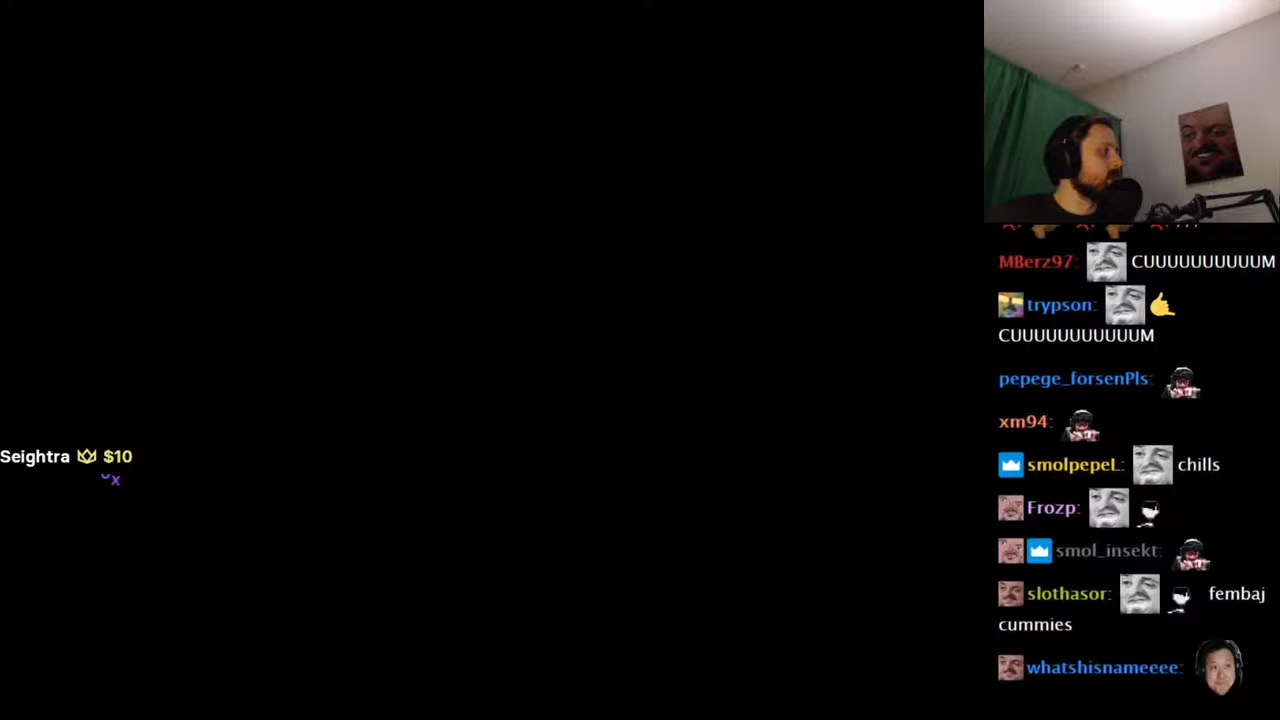 MBerz97: CUUUUUUUUUUM
trypson:
CUUUUUUUUUUUM
pepege_forsenPls:
xm94:
Seightra $10
smolpepeL: chills
Frozp:
smol_insekt:
slothasor: fembaj
cummies
whatshisnameeee: